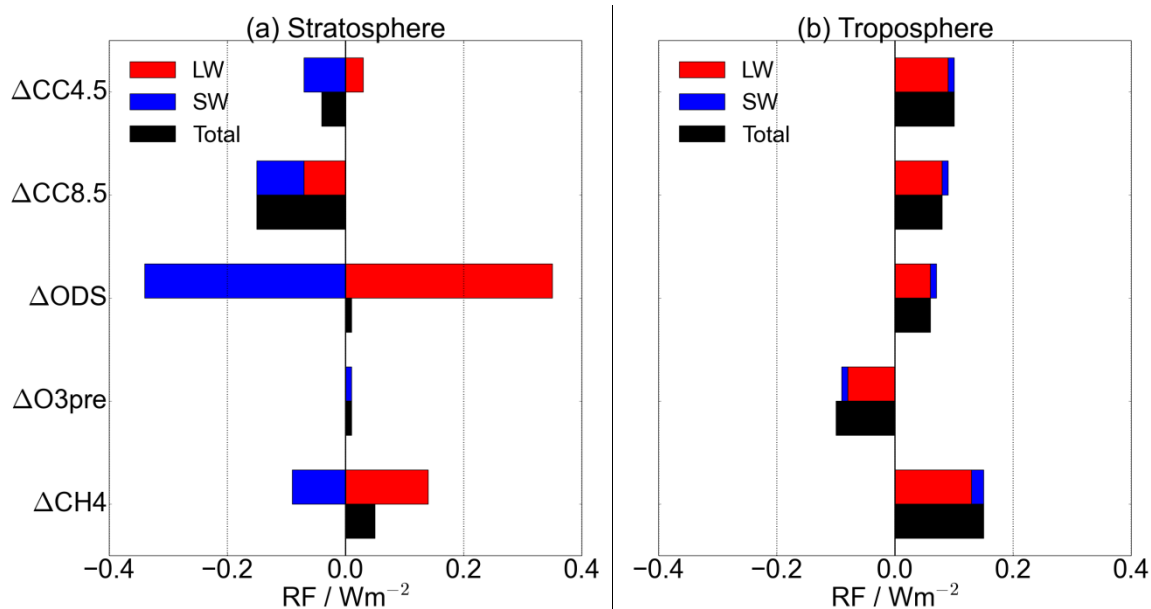 (a) Stratosphere
LW
SW
Total
ΔCC4.5
ΔCC8.5
ΔODS
ΔO3pre
ΔCH4
−0.4 −0.2 0.0 0.2 0.4
RF / Wm⁻²
(b) Troposphere
LW
SW
Total
−0.4 −0.2 0.0 0.2 0.4
RF / Wm⁻²